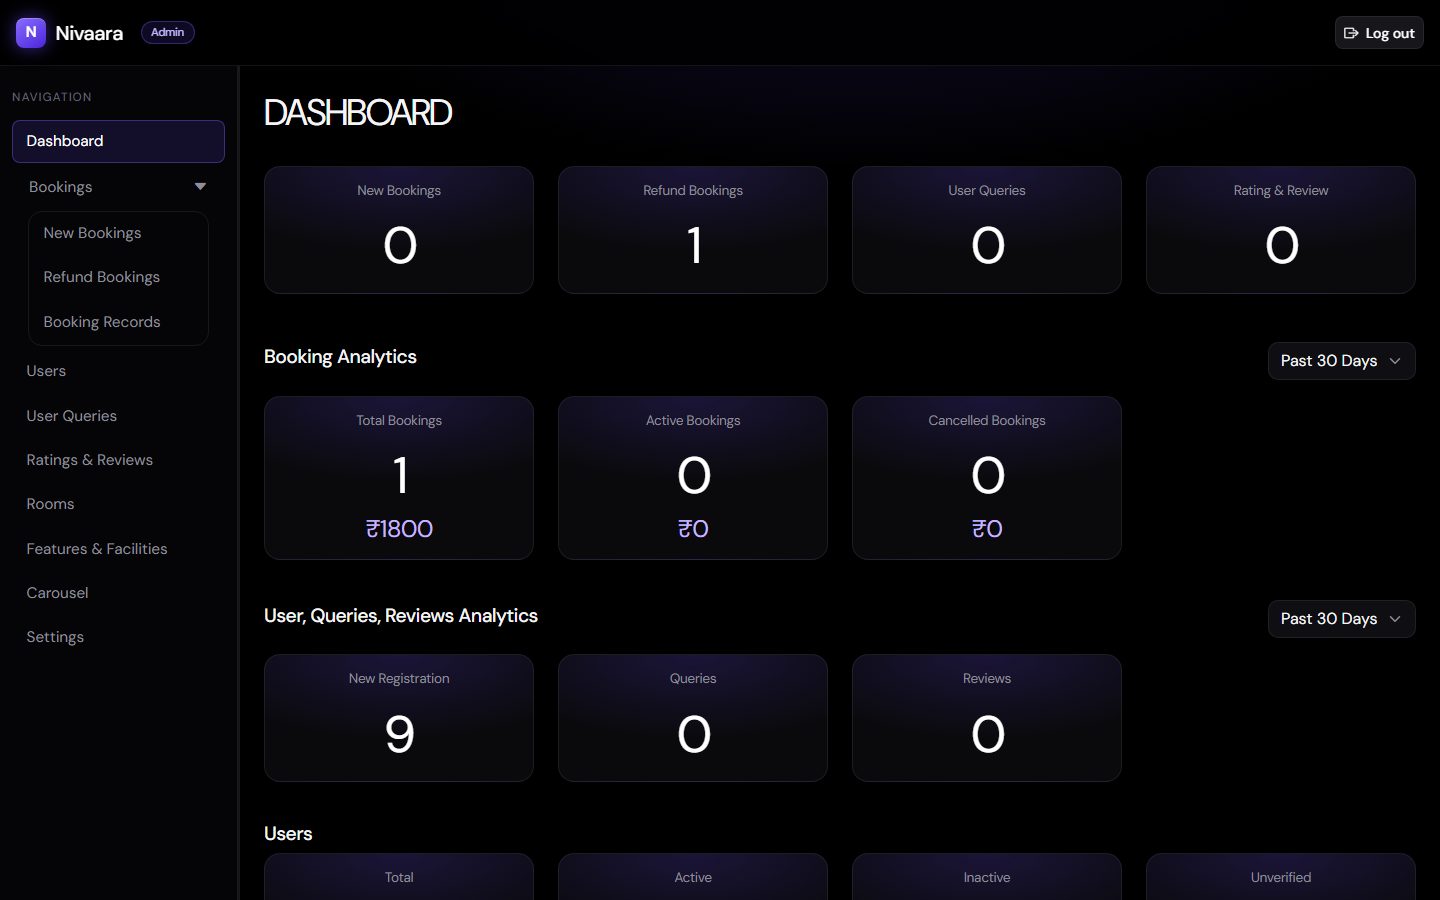 N Nivaara Admin Log out
NAVIGATION
Dashboard
Bookings
New Bookings
Refund Bookings
Booking Records
Users
User Queries
Ratings & Reviews
Rooms
Features & Facilities
Carousel
Settings
DASHBOARD
New Bookings
0
Refund Bookings
1
User Queries
0
Rating & Review
0
Booking Analytics
Past 30 Days
Total Bookings
1
₹1800
Active Bookings
0
₹0
Cancelled Bookings
0
₹0
User, Queries, Reviews Analytics
Past 30 Days
New Registration
9
Queries
0
Reviews
0
Users
Total
Active
Inactive
Unverified